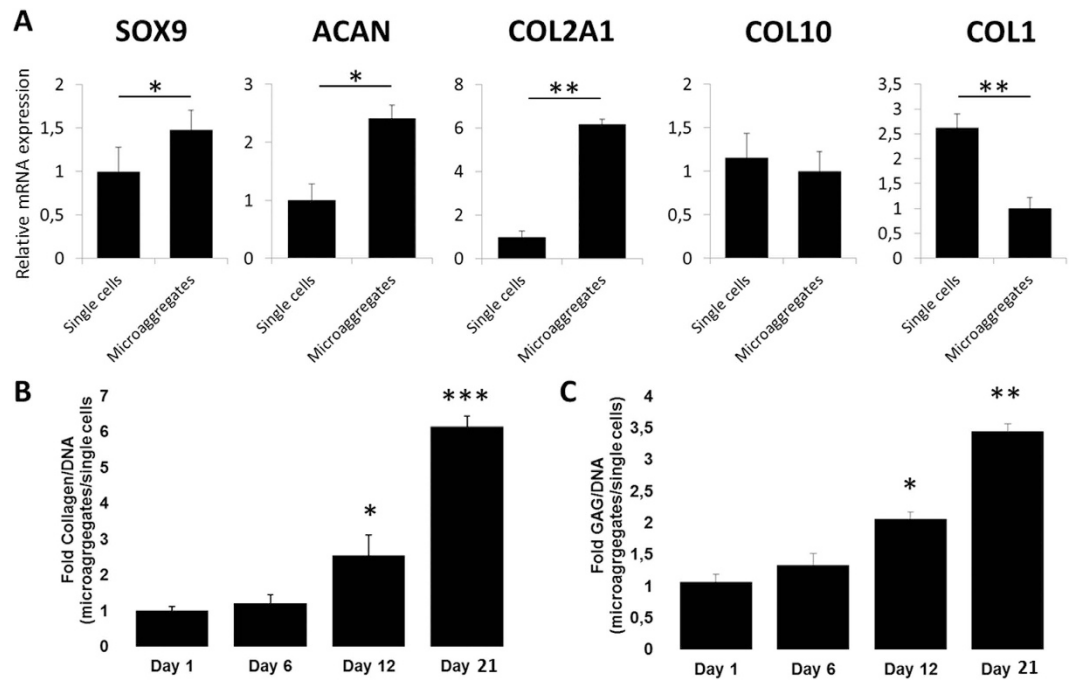 A
SOX9
ACAN
COL2A1
COL10
COL1
Relative mRNA expression
2
1,5
1
0,5
0
*
Single cells
Microaggregates
3
2
1
0
*
Single cells
Microaggregates
8
6
4
2
0
**
Single cells
Microaggregates
2
1,5
1
0,5
0
Single cells
Microaggregates
3,5
3
2,5
2
1,5
1
0,5
0
**
Single cells
Microaggregates
B
Fold Collagen/DNA
(microagrgegates/single cells
7
6
5
4
3
2
1
0
*
***
Day 1
Day 6
Day 12
Day 21
C
Fold GAG/DNA
(microagrgegates/single cells)
4
3,5
3
2,5
2
1,5
1
0,5
0
*
**
Day 1
Day 6
Day 12
Day 21